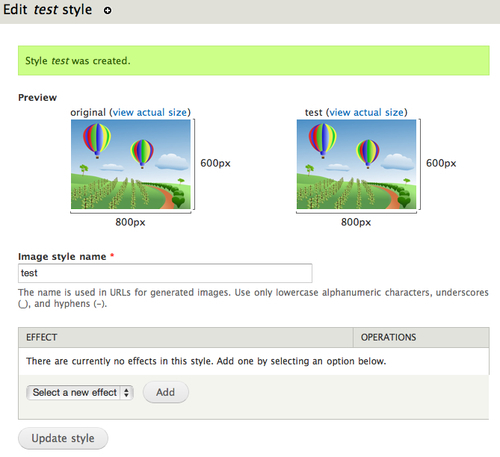 Edit test style
Style test was created.
Preview
original (view actual size) test (view actual size)
600px 600px
800px 800px
Image style name *
test
The name is used in URLs for generated images. Use only lowercase alphanumeric characters, underscores
(_), and hyphens (-).
EFFECT OPERATIONS
There are currently no effects in this style. Add one by selecting an option below.
Select a new effect Add
Update style